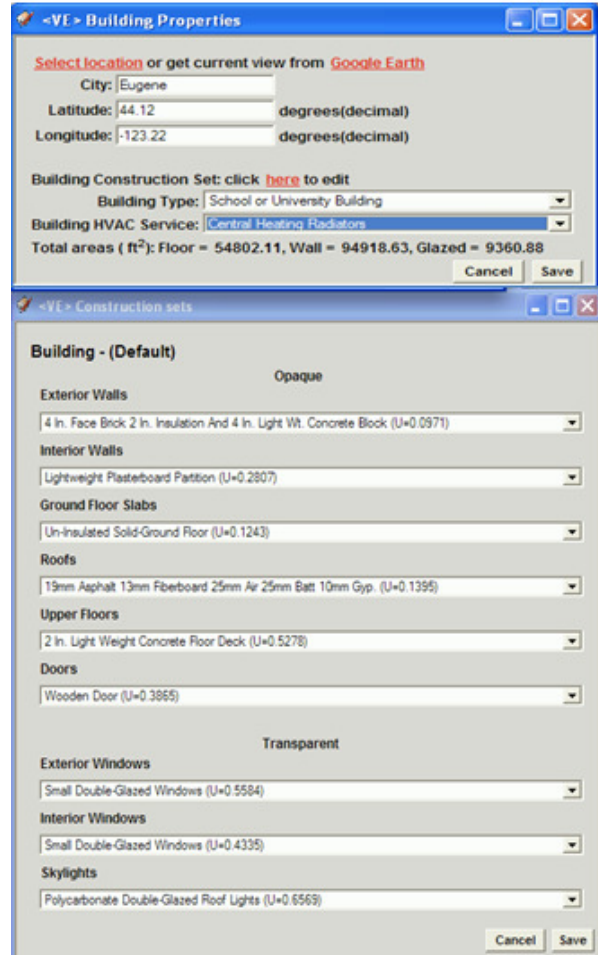 <VE> Building Properties
Select location or get current view from Google Earth
City: Eugene
Latitude: 44.12 degrees(decimal)
Longitude: -123.22 degrees(decimal)
Building Construction Set: click here to edit
Building Type: School or University Building
Building HVAC Service: Central Heating Radiators
Total areas ( ft²): Floor = 54802.11, Wall = 94918.63, Glazed = 9360.88
Cancel Save
<VE> Construction sets
Building - (Default)
Opaque
Exterior Walls
4 In. Face Brick 2 In. Insulation And 4 In. Light Wt. Concrete Block (U=0.0971)
Interior Walls
Lightweight Plasterboard Partition (U=0.2807)
Ground Floor Slabs
Un-Insulated Solid-Ground Floor (U=0.1243)
Roofs
19mm Asphalt 13mm Fiberboard 25mm Air 25mm Batt 10mm Gyp. (U=0.1395)
Upper Floors
2 In. Light Weight Concrete Floor Deck (U=0.5278)
Doors
Wooden Door (U=0.3865)
Transparent
Exterior Windows
Small Double-Glazed Windows (U=0.5584)
Interior Windows
Small Double-Glazed Windows (U=0.4335)
Skylights
Polycarbonate Double-Glazed Roof Lights (U=0.6569)
Cancel Save